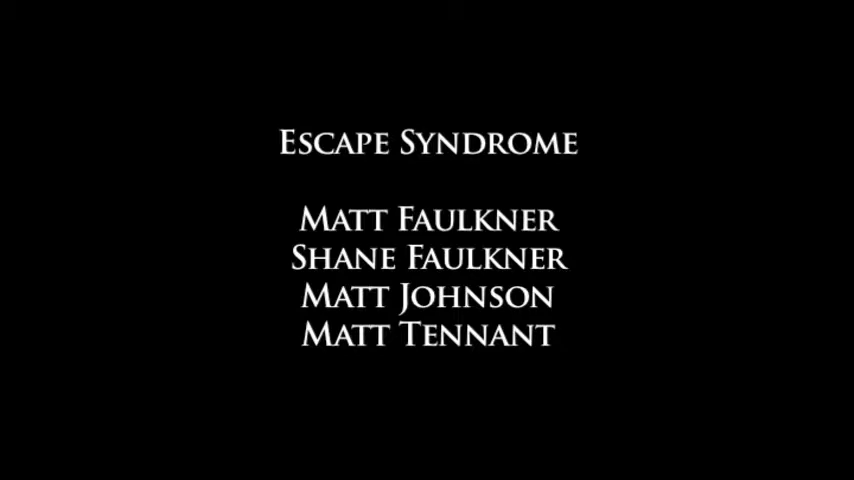 Escape Syndrome
Matt Faulkner
Shane Faulkner
Matt Johnson
Matt Tennant